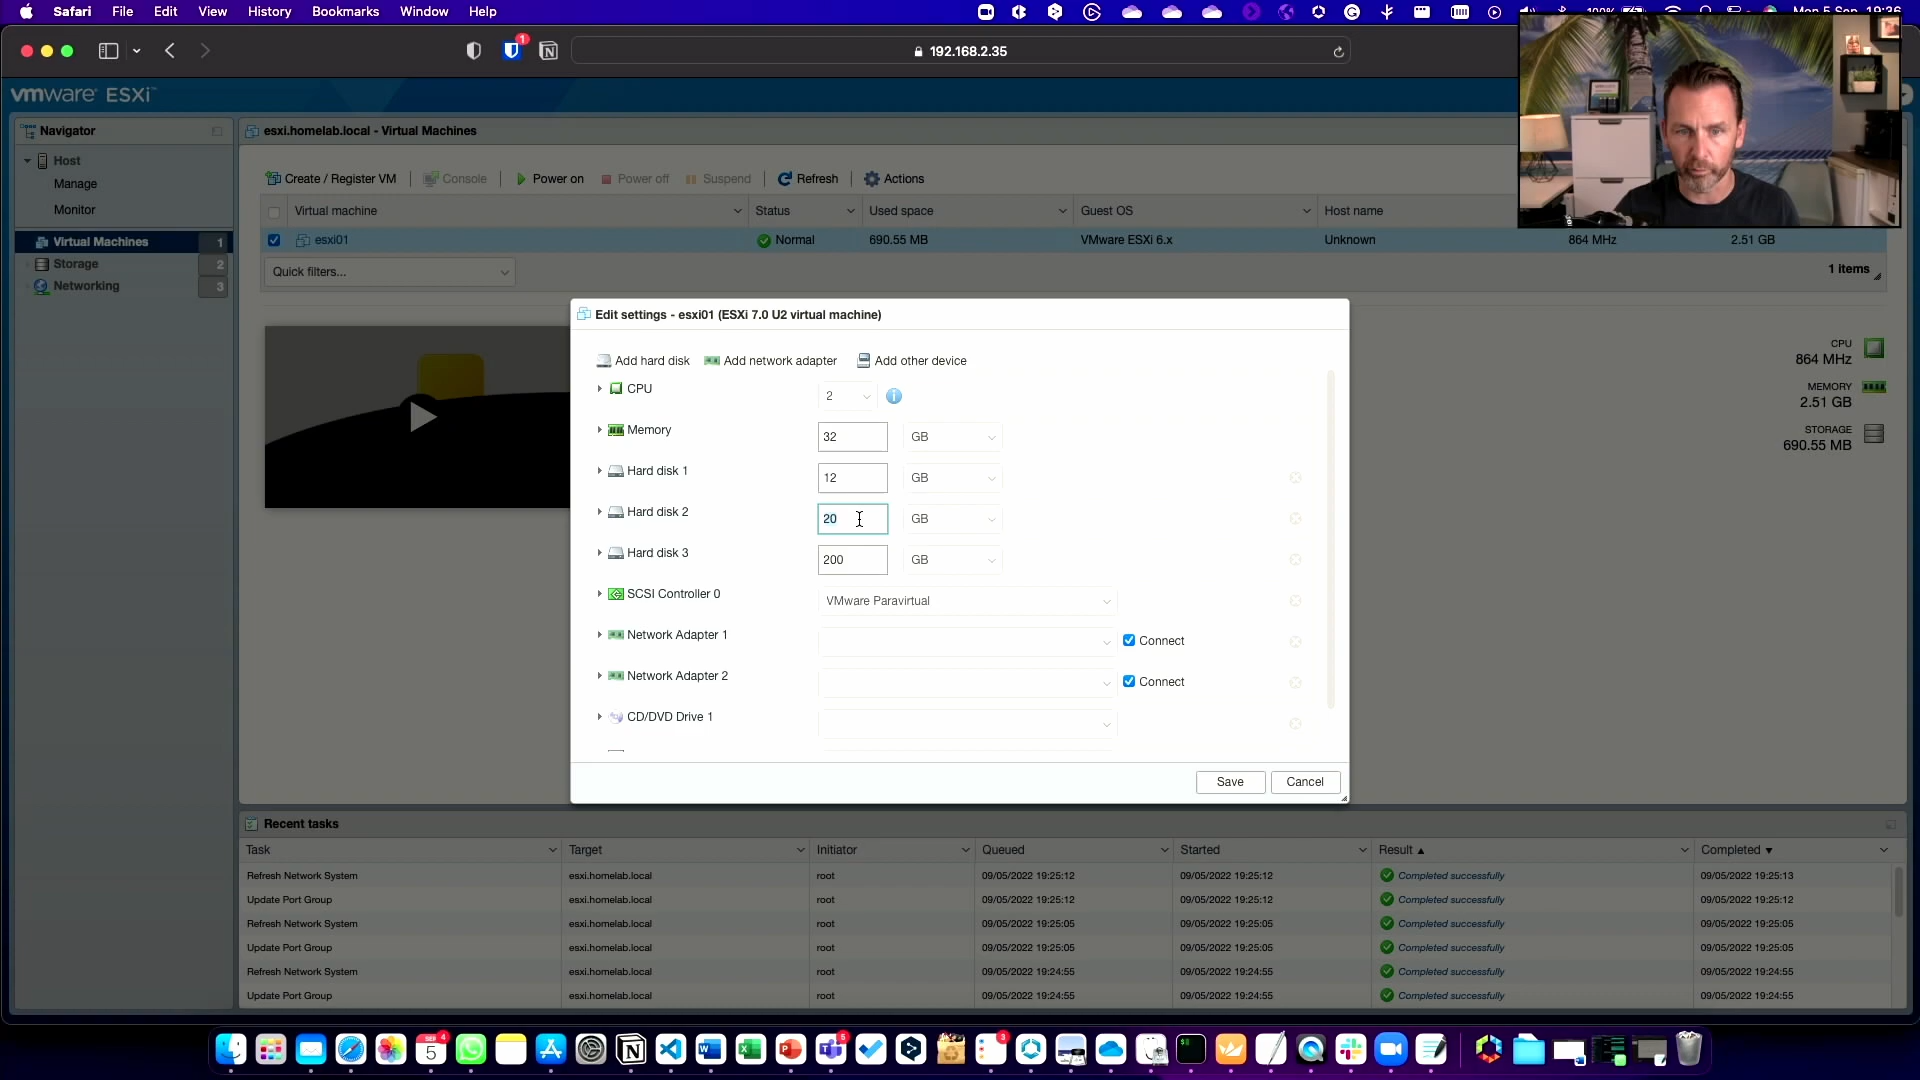 Safari File Edit View History Bookmarks Window Help
192.168.2.35
1
vmware ESXi
Navigator
esxi.homelab.local - Virtual Machines
Host
Manage
Monitor
Virtual Machines 1
Storage 2
Networking 3
Create / Register VM Console Power on Power off Suspend Refresh Actions
Virtual machine Status Used space Guest OS Host name
esxi01 Normal 690.55 MB VMware ESXi 6.x Unknown 864 MHz 2.51 GB
Quick filters...
1 items
CPU
864 MHz
MEMORY
2.51 GB
STORAGE
690.55 MB
Edit settings - esxi01 (ESXi 7.0 U2 virtual machine)
Add hard disk Add network adapter Add other device
CPU 2
Memory 32 GB
Hard disk 1 12 GB
Hard disk 2 20 GB
Hard disk 3 200 GB
SCSI Controller 0 VMware Paravirtual
Network Adapter 1 Connect
Network Adapter 2 Connect
CD/DVD Drive 1
Save Cancel
Recent tasks
Task Target Initiator Queued Started Result Completed
Refresh Network System esxi.homelab.local root 09/05/2022 19:25:12 09/05/2022 19:25:12 Completed successfully 09/05/2022 19:25:13
Update Port Group esxi.homelab.local root 09/05/2022 19:25:12 09/05/2022 19:25:12 Completed successfully 09/05/2022 19:25:12
Refresh Network System esxi.homelab.local root 09/05/2022 19:25:05 09/05/2022 19:25:05 Completed successfully 09/05/2022 19:25:05
Update Port Group esxi.homelab.local root 09/05/2022 19:25:05 09/05/2022 19:25:05 Completed successfully 09/05/2022 19:25:05
Refresh Network System esxi.homelab.local root 09/05/2022 19:24:55 09/05/2022 19:24:55 Completed successfully 09/05/2022 19:24:55
Update Port Group esxi.homelab.local root 09/05/2022 19:24:55 09/05/2022 19:24:55 Completed successfully 09/05/2022 19:24:55
SEP 5 4 5 3